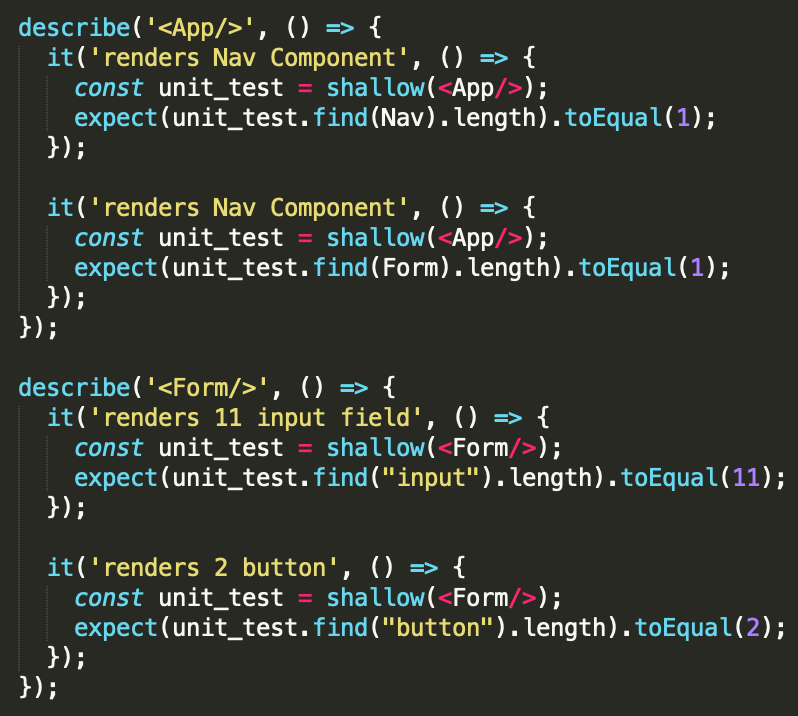 describe('<App/>', () => {
  it('renders Nav Component', () => {
    const unit_test = shallow(<App/>);
    expect(unit_test.find(Nav).length).toEqual(1);
  });

  it('renders Nav Component', () => {
    const unit_test = shallow(<App/>);
    expect(unit_test.find(Form).length).toEqual(1);
  });
});

describe('<Form/>', () => {
  it('renders 11 input field', () => {
    const unit_test = shallow(<Form/>);
    expect(unit_test.find("input").length).toEqual(11);
  });

  it('renders 2 button', () => {
    const unit_test = shallow(<Form/>);
    expect(unit_test.find("button").length).toEqual(2);
  });
});